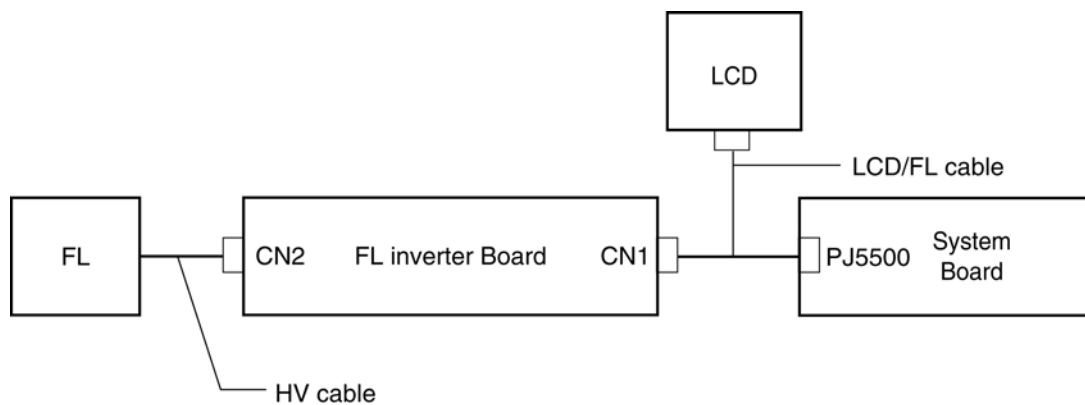 LCD
LCD/FL cable
FL
CN2
FL inverter Board
CN1
PJ5500
System
Board
HV cable